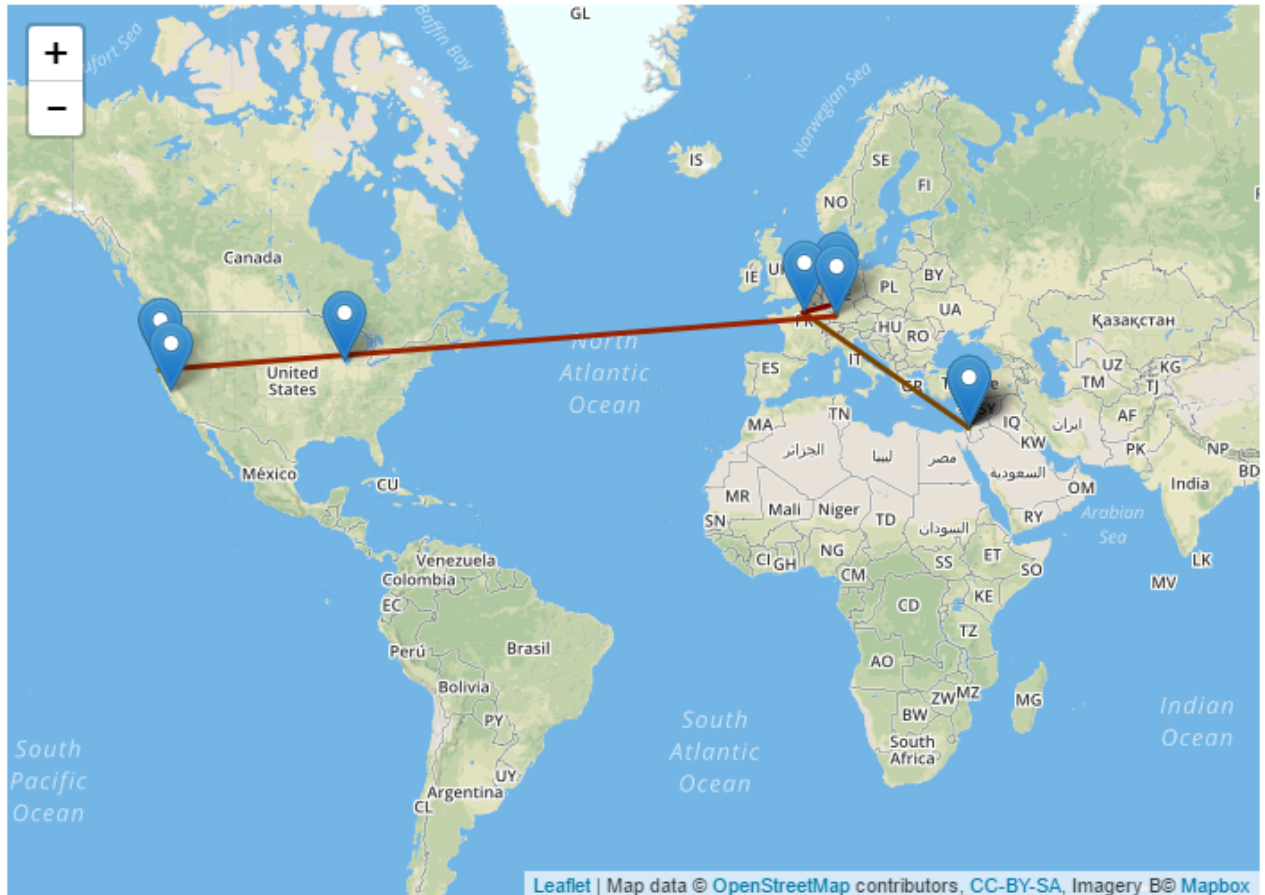 GL
+
Baffin Bay
ufort Sea
−
Norwegian Sea
IS
SE
FI
NO
Canada
IE
BY
PL
UA
Қазақстан
HU
RO
North
Atlantic
Ocean
United
States
ES
IT
UZ
KG
TM
TJ
SY
AF
MA
TN
IQ
ایران
KW
PK
NP
الجزائر
ليبيا
مصر
السعودية
BD
México
CU
OM
India
MR
Mali
Niger
TD
السودان
RY
Arabian
Sea
SN
CI
GH
NG
ET
SS
SO
LK
CM
MV
Venezuela
Colombia
KE
EC
CD
TZ
Perú
Brasil
AO
Bolivia
ZW
MZ
MG
BW
PY
South
Atlantic
Ocean
Indian
Ocean
South
Africa
South
Pacific
Ocean
UY
Argentina
CL
Leaflet | Map data © OpenStreetMap contributors, CC-BY-SA, Imagery В© Mapbox